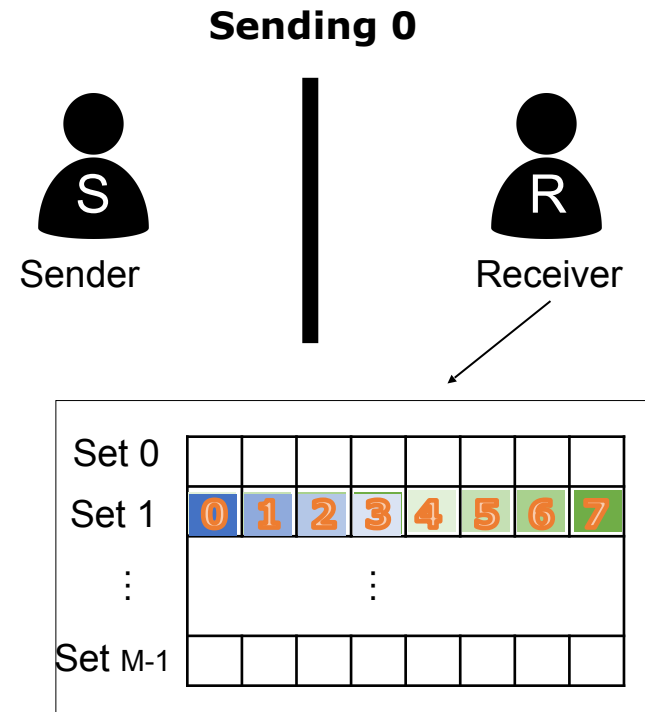 Sending 0
S
R
Sender
Receiver
Set 0
Set 1 0 1 2 3 4 5 6 7
⋮ ⋮
Set M-1